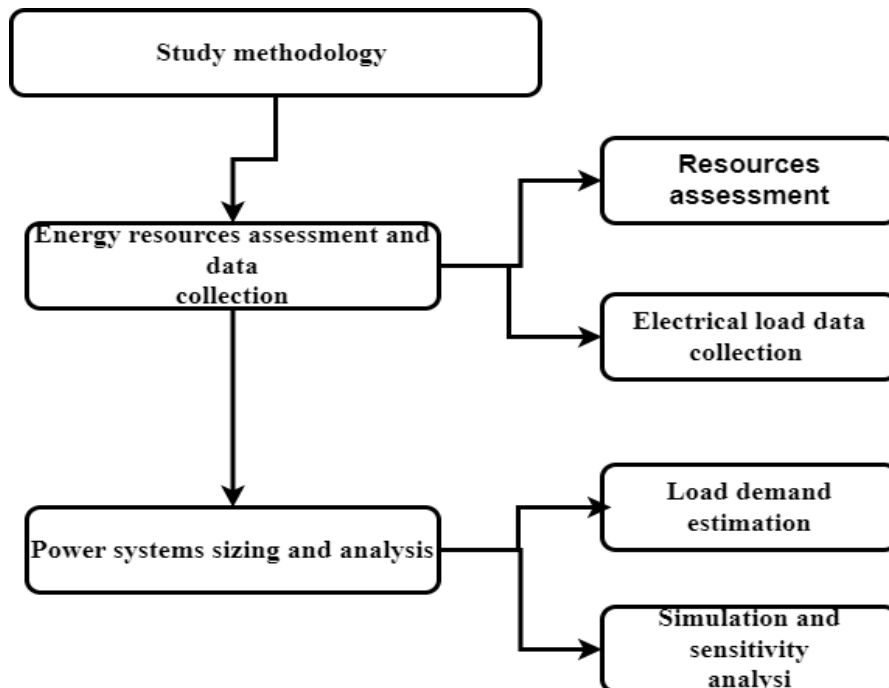 Study methodology
Resources
assessment
Energy resources assessment and
data
collection
Electrical load data
collection
Load demand
estimation
Power systems sizing and analysis
Simulation and
sensitivity
analysi